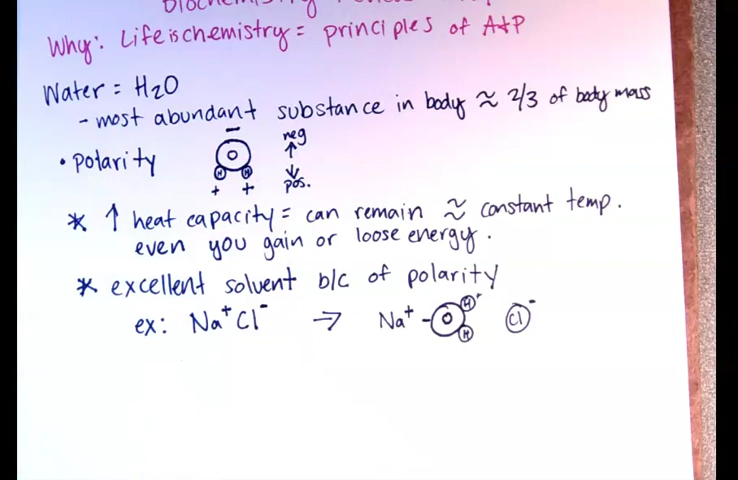 Biochemistry
Why: Life is chemistry = principles of A+P
Water = H2O
- most abundant substance in body ≈ 2/3 of body mass
• polarity
−
O
H H
+ +
neg
↑
↓
pos.
* ↑ heat capacity = can remain ≈ constant temp.
even you gain or loose energy.
* excellent solvent b/c of polarity
ex: Na+Cl− → Na+ −O H+ H Cl−